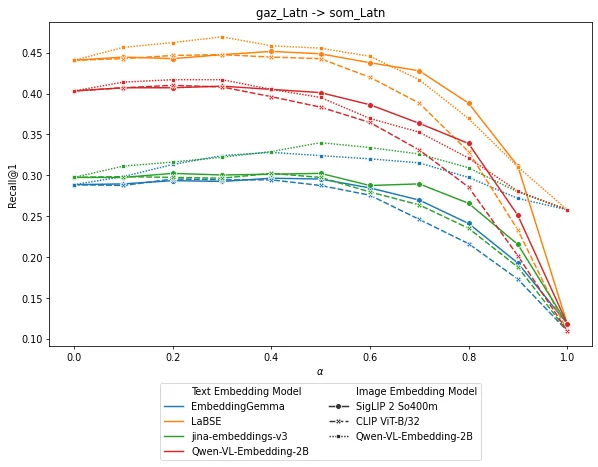 gaz_Latn -> som_Latn
Recall@1
0.45
0.40
0.35
0.30
0.25
0.20
0.15
0.10
0.0
0.2
0.4
0.6
0.8
1.0
α
Text Embedding Model
EmbeddingGemma
LaBSE
jina-embeddings-v3
Qwen-VL-Embedding-2B
Image Embedding Model
SigLIP 2 So400m
CLIP ViT-B/32
Qwen-VL-Embedding-2B